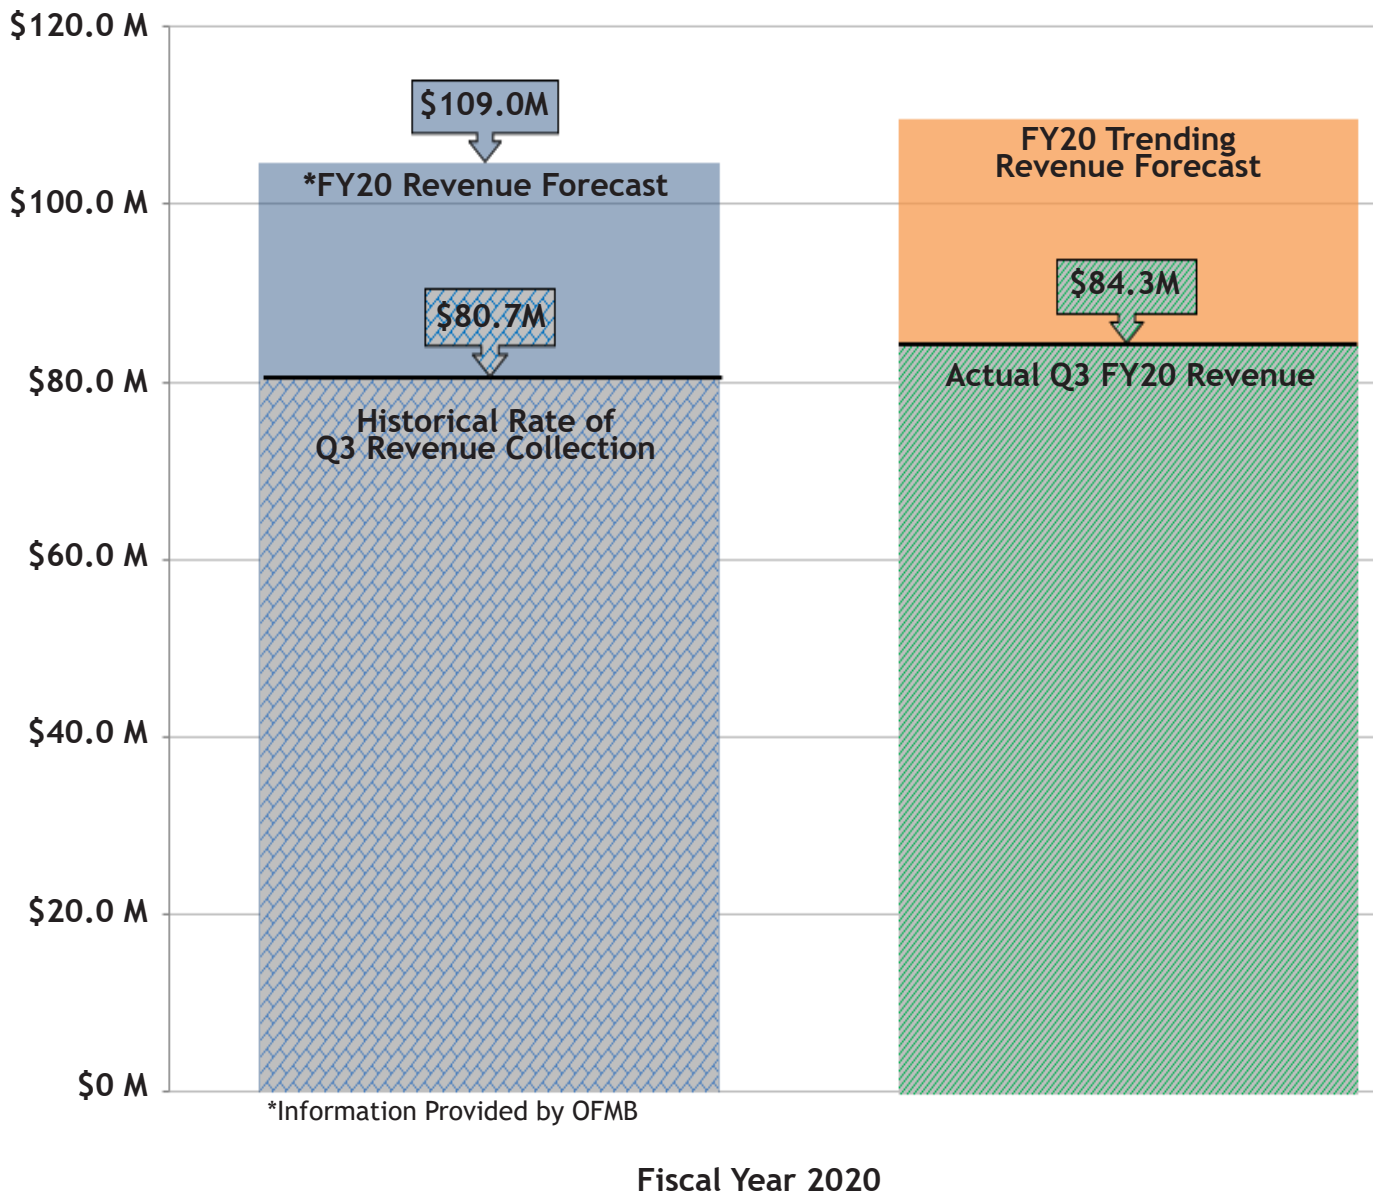 $120.0 M
$109.0M
FY20 Trending
Revenue Forecast
*FY20 Revenue Forecast
$100.0 M
$84.3M
$80.7M
$80.0 M
Actual Q3 FY20 Revenue
Historical Rate of
Q3 Revenue Collection
$60.0 M
$40.0 M
$20.0 M
$0 M
*Information Provided by OFMB
Fiscal Year 2020